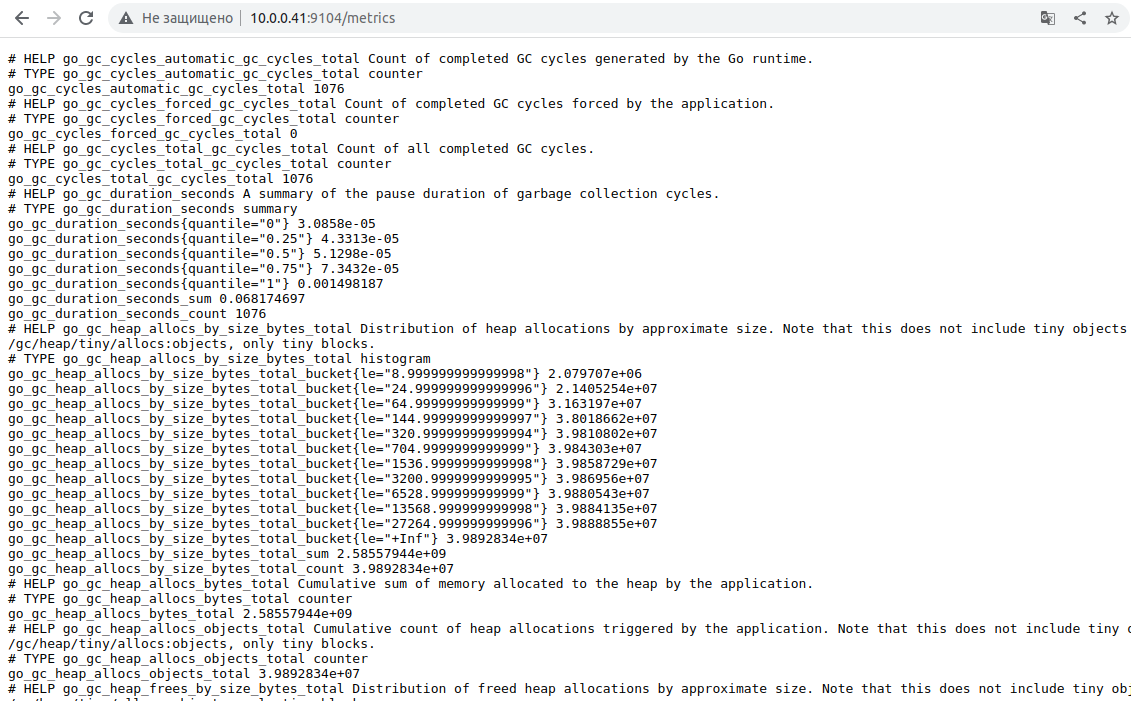 Не защищено 10.0.0.41:9104/metrics
# HELP go_gc_cycles_automatic_gc_cycles_total Count of completed GC cycles generated by the Go runtime.
# TYPE go_gc_cycles_automatic_gc_cycles_total counter
go_gc_cycles_automatic_gc_cycles_total 1076
# HELP go_gc_cycles_forced_gc_cycles_total Count of completed GC cycles forced by the application.
# TYPE go_gc_cycles_forced_gc_cycles_total counter
go_gc_cycles_forced_gc_cycles_total 0
# HELP go_gc_cycles_total_gc_cycles_total Count of all completed GC cycles.
# TYPE go_gc_cycles_total_gc_cycles_total counter
go_gc_cycles_total_gc_cycles_total 1076
# HELP go_gc_duration_seconds A summary of the pause duration of garbage collection cycles.
# TYPE go_gc_duration_seconds summary
go_gc_duration_seconds{quantile="0"} 3.0858e-05
go_gc_duration_seconds{quantile="0.25"} 4.3313e-05
go_gc_duration_seconds{quantile="0.5"} 5.1298e-05
go_gc_duration_seconds{quantile="0.75"} 7.3432e-05
go_gc_duration_seconds{quantile="1"} 0.001498187
go_gc_duration_seconds_sum 0.068174697
go_gc_duration_seconds_count 1076
# HELP go_gc_heap_allocs_by_size_bytes_total Distribution of heap allocations by approximate size. Note that this does not include tiny objects
/gc/heap/tiny/allocs:objects, only tiny blocks.
# TYPE go_gc_heap_allocs_by_size_bytes_total histogram
go_gc_heap_allocs_by_size_bytes_total_bucket{le="8.999999999999998"} 2.079707e+06
go_gc_heap_allocs_by_size_bytes_total_bucket{le="24.999999999999996"} 2.1405254e+07
go_gc_heap_allocs_by_size_bytes_total_bucket{le="64.99999999999999"} 3.163197e+07
go_gc_heap_allocs_by_size_bytes_total_bucket{le="144.99999999999997"} 3.8018662e+07
go_gc_heap_allocs_by_size_bytes_total_bucket{le="320.99999999999994"} 3.9810802e+07
go_gc_heap_allocs_by_size_bytes_total_bucket{le="704.9999999999999"} 3.984303e+07
go_gc_heap_allocs_by_size_bytes_total_bucket{le="1536.9999999999998"} 3.9858729e+07
go_gc_heap_allocs_by_size_bytes_total_bucket{le="3200.9999999999995"} 3.986956e+07
go_gc_heap_allocs_by_size_bytes_total_bucket{le="6528.999999999999"} 3.9880543e+07
go_gc_heap_allocs_by_size_bytes_total_bucket{le="13568.999999999998"} 3.9884135e+07
go_gc_heap_allocs_by_size_bytes_total_bucket{le="27264.999999999996"} 3.9888855e+07
go_gc_heap_allocs_by_size_bytes_total_bucket{le="+Inf"} 3.9892834e+07
go_gc_heap_allocs_by_size_bytes_total_sum 2.58557944e+09
go_gc_heap_allocs_by_size_bytes_total_count 3.9892834e+07
# HELP go_gc_heap_allocs_bytes_total Cumulative sum of memory allocated to the heap by the application.
# TYPE go_gc_heap_allocs_bytes_total counter
go_gc_heap_allocs_bytes_total 2.58557944e+09
# HELP go_gc_heap_allocs_objects_total Cumulative count of heap allocations triggered by the application. Note that this does not include tiny
/gc/heap/tiny/allocs:objects, only tiny blocks.
# TYPE go_gc_heap_allocs_objects_total counter
go_gc_heap_allocs_objects_total 3.9892834e+07
# HELP go_gc_heap_frees_by_size_bytes_total Distribution of freed heap allocations by approximate size. Note that this does not include tiny